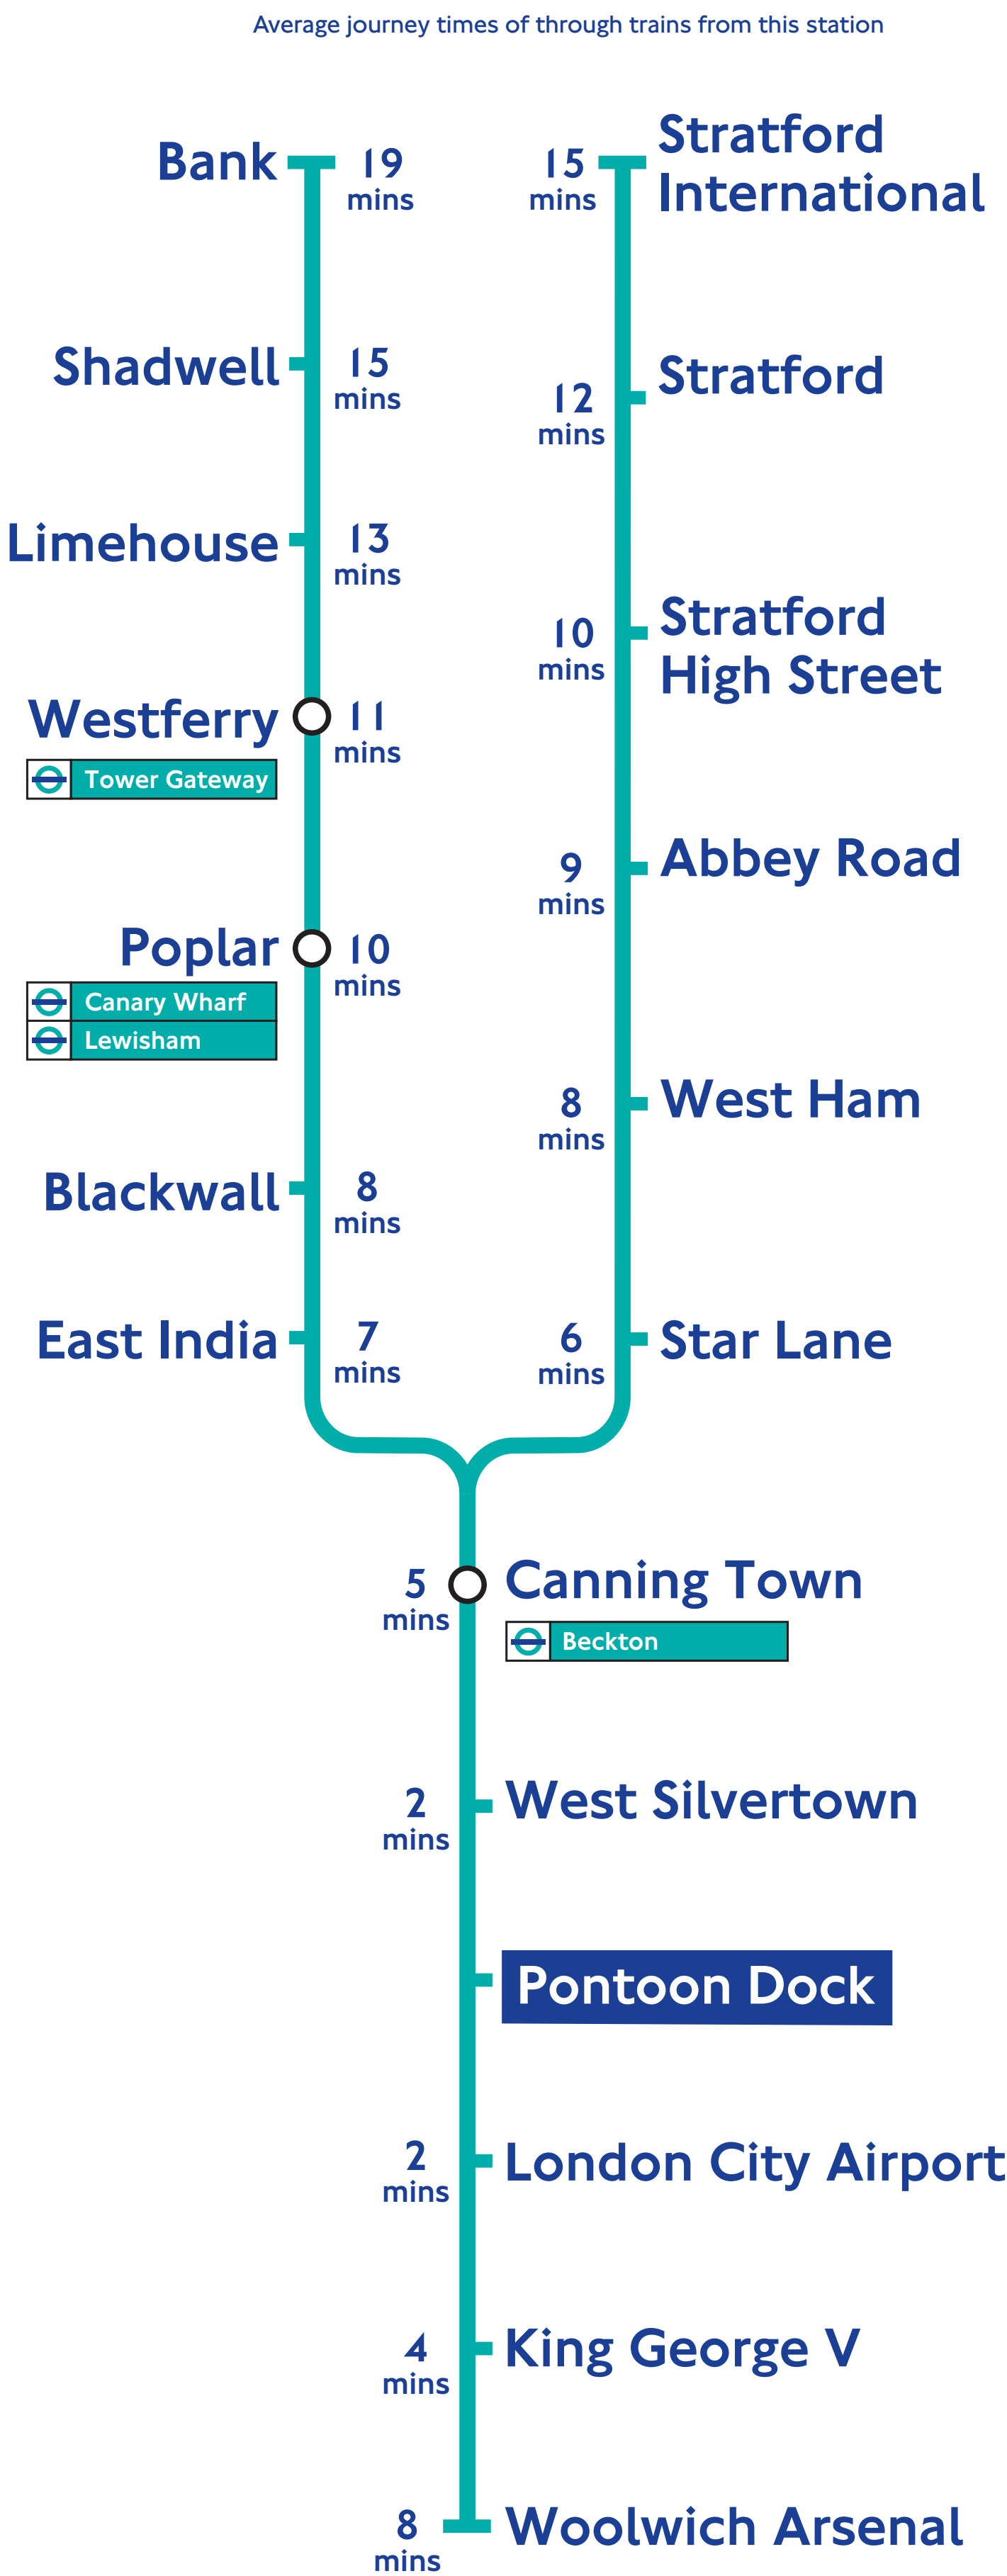 Average journey times of through trains from this station
Bank
19
mins
Shadwell
15
mins
Limehouse
13
mins
Westferry
11
mins
Tower Gateway
Poplar
10
mins
Canary Wharf
Lewisham
Blackwall
8
mins
East India
7
mins
15
mins
Stratford
International
12
mins
Stratford
10
mins
Stratford
High Street
9
mins
Abbey Road
8
mins
West Ham
6
mins
Star Lane
5
mins
Canning Town
Beckton
2
mins
West Silvertown
Pontoon Dock
2
mins
London City Airport
4
mins
King George V
8
mins
Woolwich Arsenal